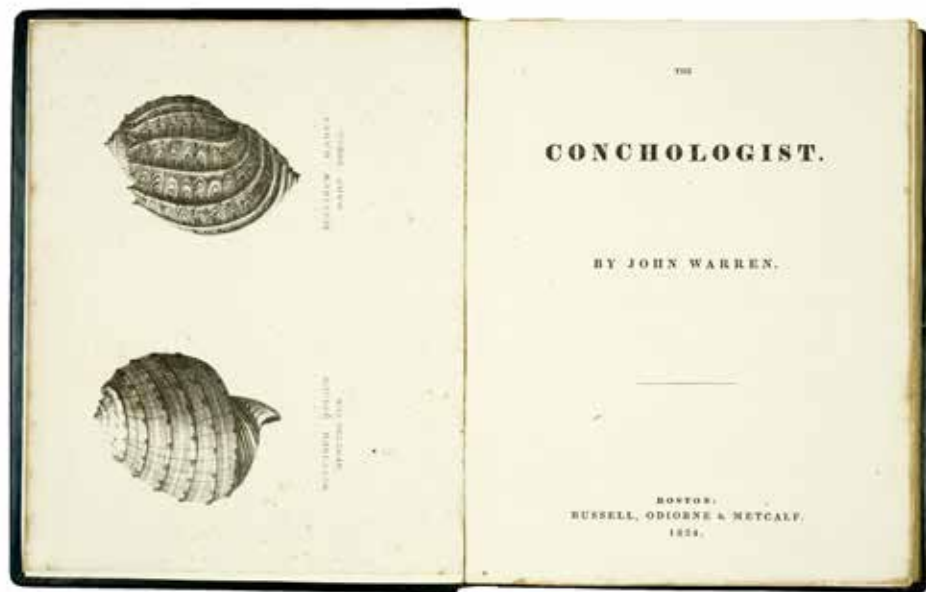 THE
CONCHOLOGIST.
BY JOHN WARREN.
BOSTON:
RUSSELL, ODIORNE & METCALF.
1834.